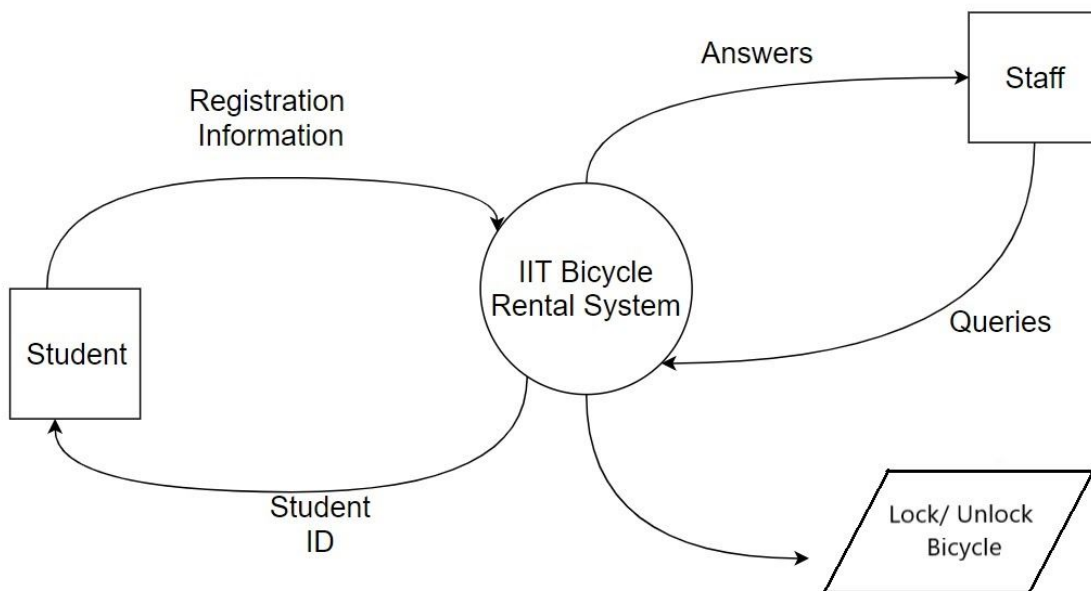 Answers
Staff
Registration
Information
IIT Bicycle
Rental System
Student
Queries
Student
ID
Lock/ Unlock
Bicycle